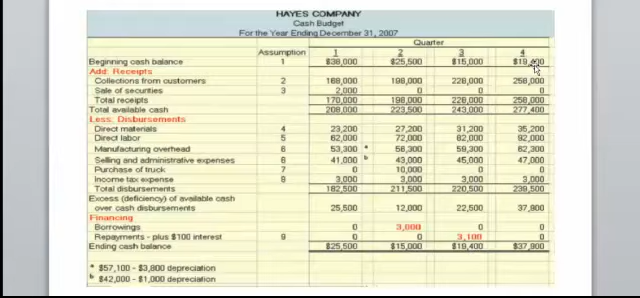 HAYES COMPANY
Cash Budget
For the Year Ending December 31, 2007
Quarter
Assumption 1 2 3 4
Beginning cash balance 1 $38,000 $25,500 $15,000 $19,400
Add: Receipts
Collections from customers 2 168,000 198,000 228,000 258,000
Sale of securities 3 2,000 0 0 0
Total receipts 170,000 198,000 228,000 258,000
Total available cash 208,000 223,500 243,000 277,400
Less: Disbursements
Direct materials 4 23,200 27,200 31,200 35,200
Direct labor 5 62,000 72,000 82,000 92,000
Manufacturing overhead 6 53,300 a 56,300 59,300 62,300
Selling and administrative expenses 6 41,000 b 43,000 45,000 47,000
Purchase of truck 7 0 10,000 0 0
Income tax expense 8 3,000 3,000 3,000 3,000
Total disbursements 182,500 211,500 220,500 239,500
Excess (deficiency) of available cash
over cash disbursements 25,500 12,000 22,500 37,900
Financing
Borrowings 0 3,000 0 0
Repayments - plus $100 interest 9 0 0 3,100 0
Ending cash balance $25,500 $15,000 $19,400 $37,900
a $57,100 - $3,800 depreciation
b $42,000 - $1,000 depreciation